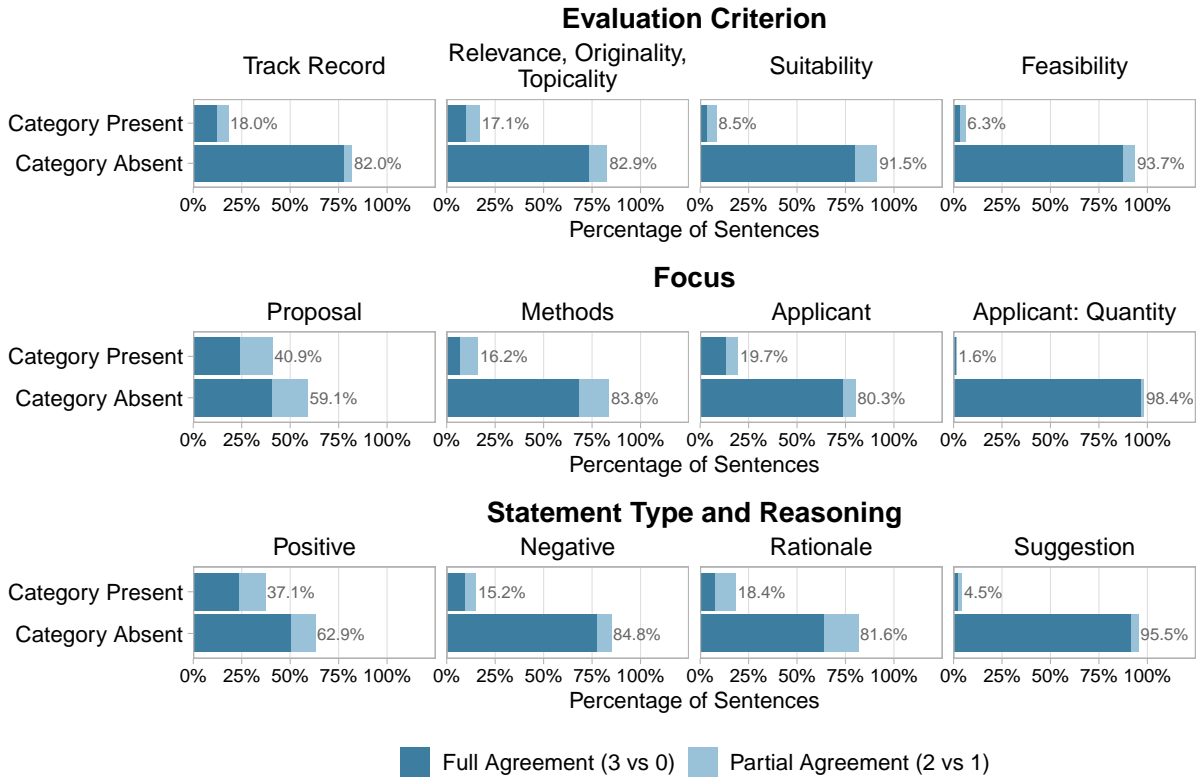 Evaluation Criterion
Track Record
Relevance, Originality,
Topicality
Suitability
Feasibility
Category Present
18.0%
17.1%
8.5%
6.3%
Category Absent
82.0%
82.9%
91.5%
93.7%
0% 25% 50% 75% 100% 0% 25% 50% 75% 100% 0% 25% 50% 75% 100% 0% 25% 50% 75% 100%
Percentage of Sentences
Focus
Proposal
Methods
Applicant
Applicant: Quantity
Category Present
40.9%
16.2%
19.7%
1.6%
Category Absent
59.1%
83.8%
80.3%
98.4%
0% 25% 50% 75% 100% 0% 25% 50% 75% 100% 0% 25% 50% 75% 100% 0% 25% 50% 75% 100%
Percentage of Sentences
Statement Type and Reasoning
Positive
Negative
Rationale
Suggestion
Category Present
37.1%
15.2%
18.4%
4.5%
Category Absent
62.9%
84.8%
81.6%
95.5%
0% 25% 50% 75% 100% 0% 25% 50% 75% 100% 0% 25% 50% 75% 100% 0% 25% 50% 75% 100%
Percentage of Sentences
Full Agreement (3 vs 0)
Partial Agreement (2 vs 1)